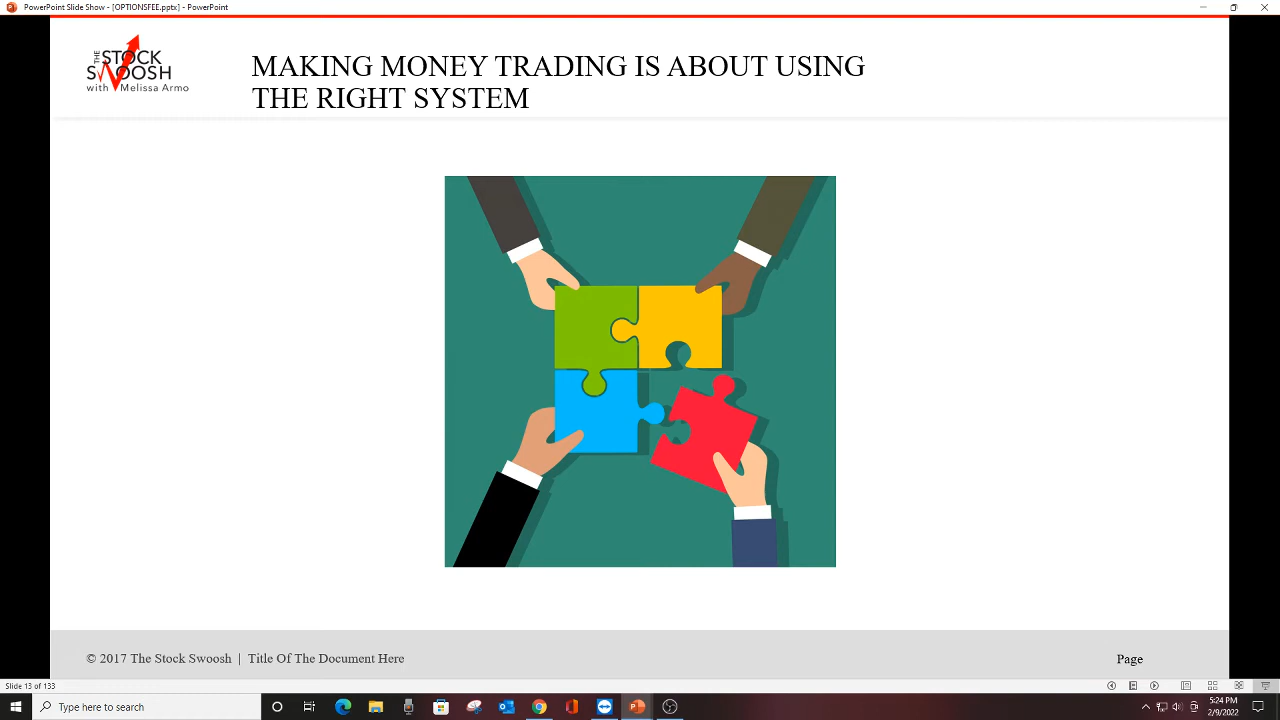 PowerPoint Slide Show - [OPTIONSFEE.pptx] - PowerPoint
THE STOCK
SWOOSH
with Melissa Armo
MAKING MONEY TRADING IS ABOUT USING
THE RIGHT SYSTEM
© 2017 The Stock Swoosh | Title Of The Document Here
Page
Slide 13 of 133
Type here to search
5:24 PM
2/9/2022